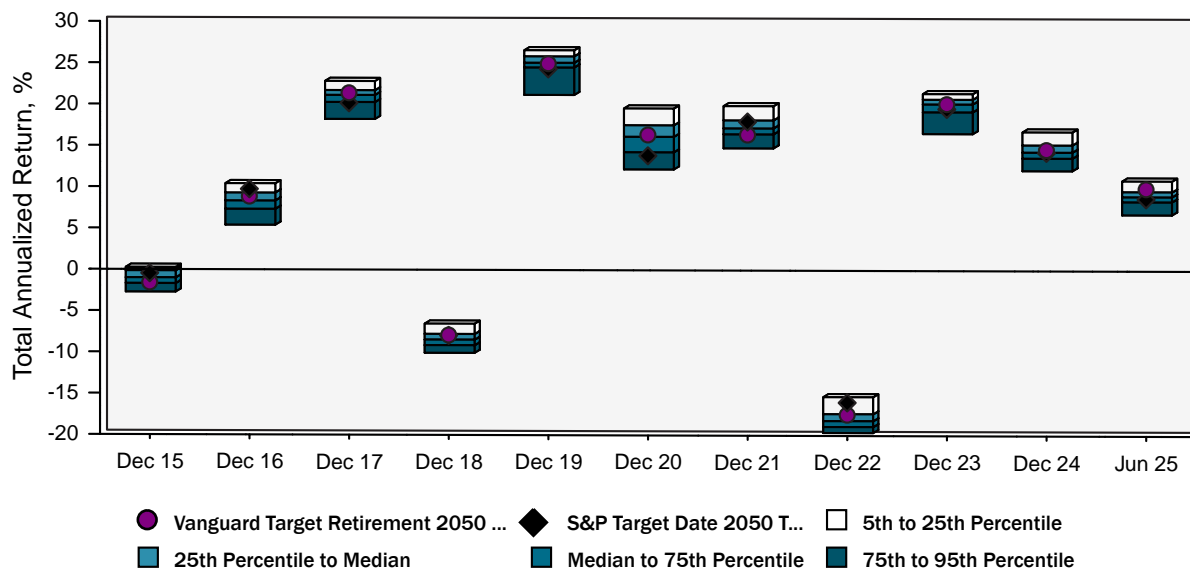 Total Annualized Return, %
30
25
20
15
10
5
0
-5
-10
-15
-20
Dec 15 Dec 16 Dec 17 Dec 18 Dec 19 Dec 20 Dec 21 Dec 22 Dec 23 Dec 24 Jun 25
Vanguard Target Retirement 2050 ... S&P Target Date 2050 T... 5th to 25th Percentile
25th Percentile to Median Median to 75th Percentile 75th to 95th Percentile